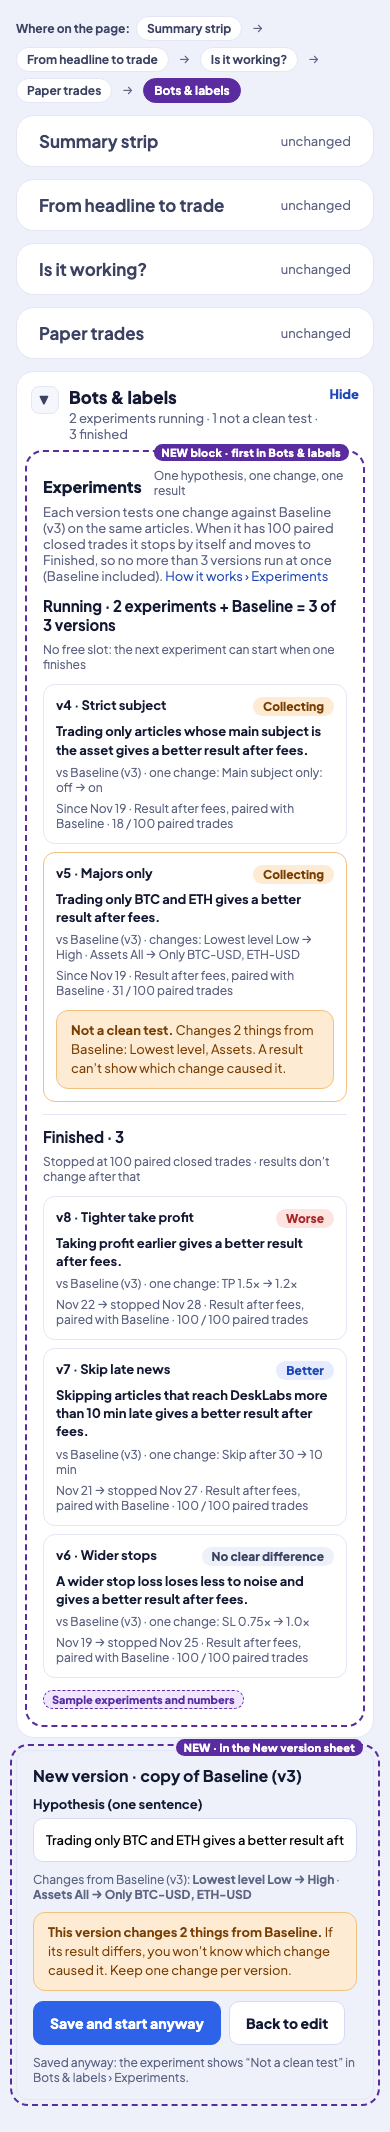 Where on the page: Summary strip →
From headline to trade → Is it working? →
Paper trades → Bots & labels
Summary strip unchanged
From headline to trade unchanged
Is it working? unchanged
Paper trades unchanged
▼ Bots & labels Hide
2 experiments running · 1 not a clean test ·
3 finished
NEW block · first in Bots & labels
Experiments One hypothesis, one change, one
result
Each version tests one change against Baseline
(v3) on the same articles. When it has 100 paired
closed trades it stops by itself and moves to
Finished, so no more than 3 versions run at once
(Baseline included). How it works › Experiments
Running · 2 experiments + Baseline = 3 of
3 versions
No free slot: the next experiment can start when one
finishes
v4 · Strict subject Collecting
Trading only articles whose main subject is
the asset gives a better result after fees.
vs Baseline (v3) · one change: Main subject only:
off → on
Since Nov 19 · Result after fees, paired with
Baseline · 18 / 100 paired trades
v5 · Majors only Collecting
Trading only BTC and ETH gives a better
result after fees.
vs Baseline (v3) · changes: Lowest level Low →
High · Assets All → Only BTC-USD, ETH-USD
Since Nov 19 · Result after fees, paired with
Baseline · 31 / 100 paired trades
Not a clean test. Changes 2 things from
Baseline: Lowest level, Assets. A result
can't show which change caused it.
Finished · 3
Stopped at 100 paired closed trades · results don't
change after that
v8 · Tighter take profit Worse
Taking profit earlier gives a better result
after fees.
vs Baseline (v3) · one change: TP 1.5× → 1.2×
Nov 22 → stopped Nov 28 · Result after fees,
paired with Baseline · 100 / 100 paired trades
v7 · Skip late news Better
Skipping articles that reach DeskLabs more
than 10 min late gives a better result after
fees.
vs Baseline (v3) · one change: Skip after 30 → 10
min
Nov 21 → stopped Nov 27 · Result after fees,
paired with Baseline · 100 / 100 paired trades
v6 · Wider stops No clear difference
A wider stop loss loses less to noise and
gives a better result after fees.
vs Baseline (v3) · one change: SL 0.75× → 1.0×
Nov 19 → stopped Nov 25 · Result after fees,
paired with Baseline · 100 / 100 paired trades
Sample experiments and numbers
NEW · In the New version sheet
New version · copy of Baseline (v3)
Hypothesis (one sentence)
Trading only BTC and ETH gives a better result aft
Changes from Baseline (v3): Lowest level Low → High ·
Assets All → Only BTC-USD, ETH-USD
This version changes 2 things from Baseline. If
its result differs, you won't know which change
caused it. Keep one change per version.
Save and start anyway Back to edit
Saved anyway: the experiment shows "Not a clean test" in
Bots & labels › Experiments.